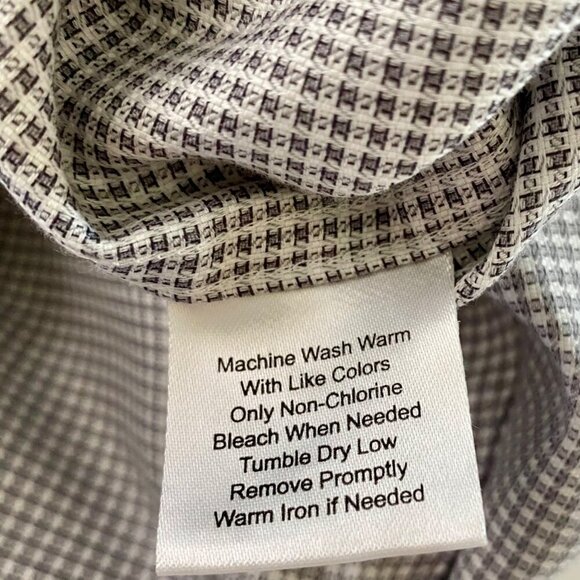 Machine Wash Warm
With Like Colors
Only Non-Chlorine
Bleach When Needed
Tumble Dry Low
Remove Promptly
Warm Iron if Needed